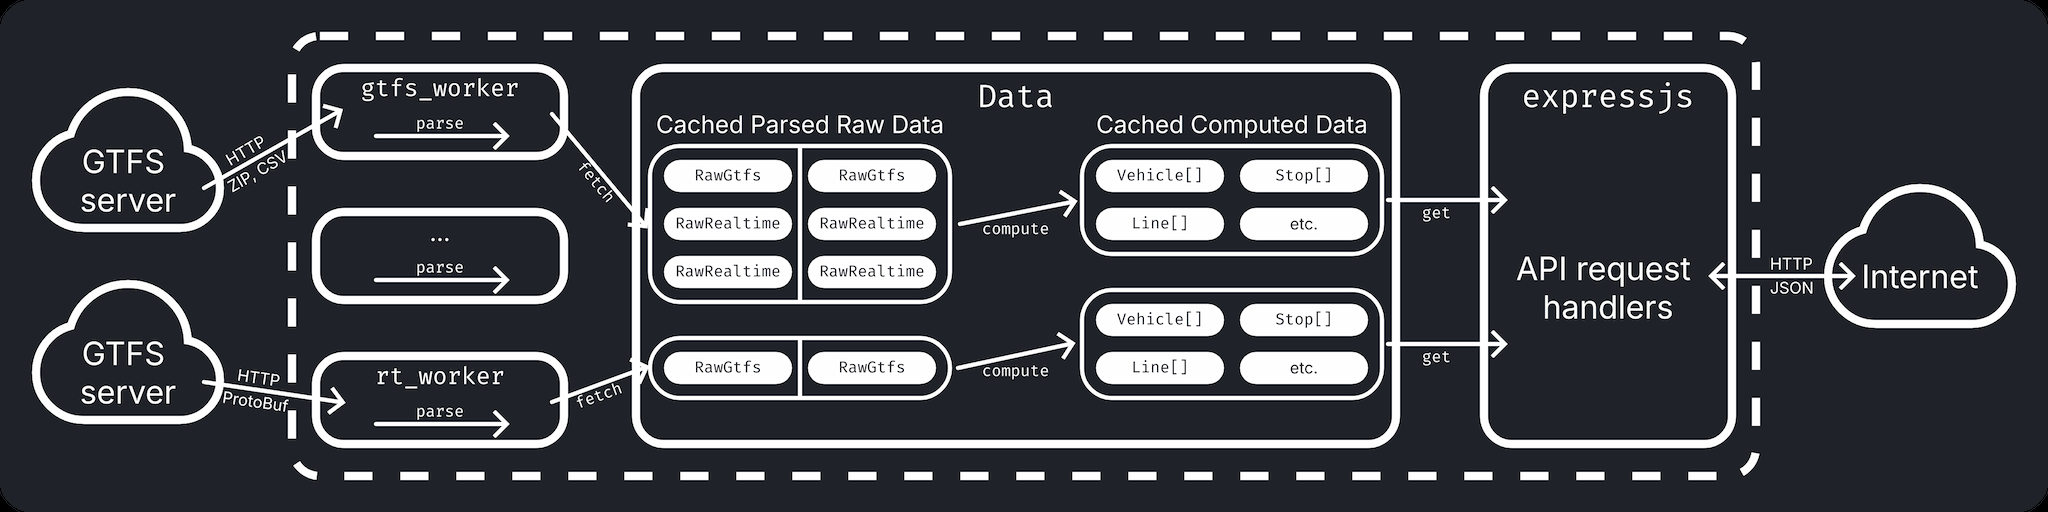 GTFS
server
HTTP
ZIP, CSV
GTFS
server
HTTP
ProtoBuf
gtfs_worker
parse
...
parse
rt_worker
parse
fetch
fetch
Data
Cached Parsed Raw Data
RawGtfs RawGtfs
RawRealtime RawRealtime
RawRealtime RawRealtime
RawGtfs RawGtfs
compute
compute
Cached Computed Data
Vehicle[] Stop[]
Line[] etc.
Vehicle[] Stop[]
Line[] etc.
get
get
expressjs
API request
handlers
HTTP
JSON
Internet